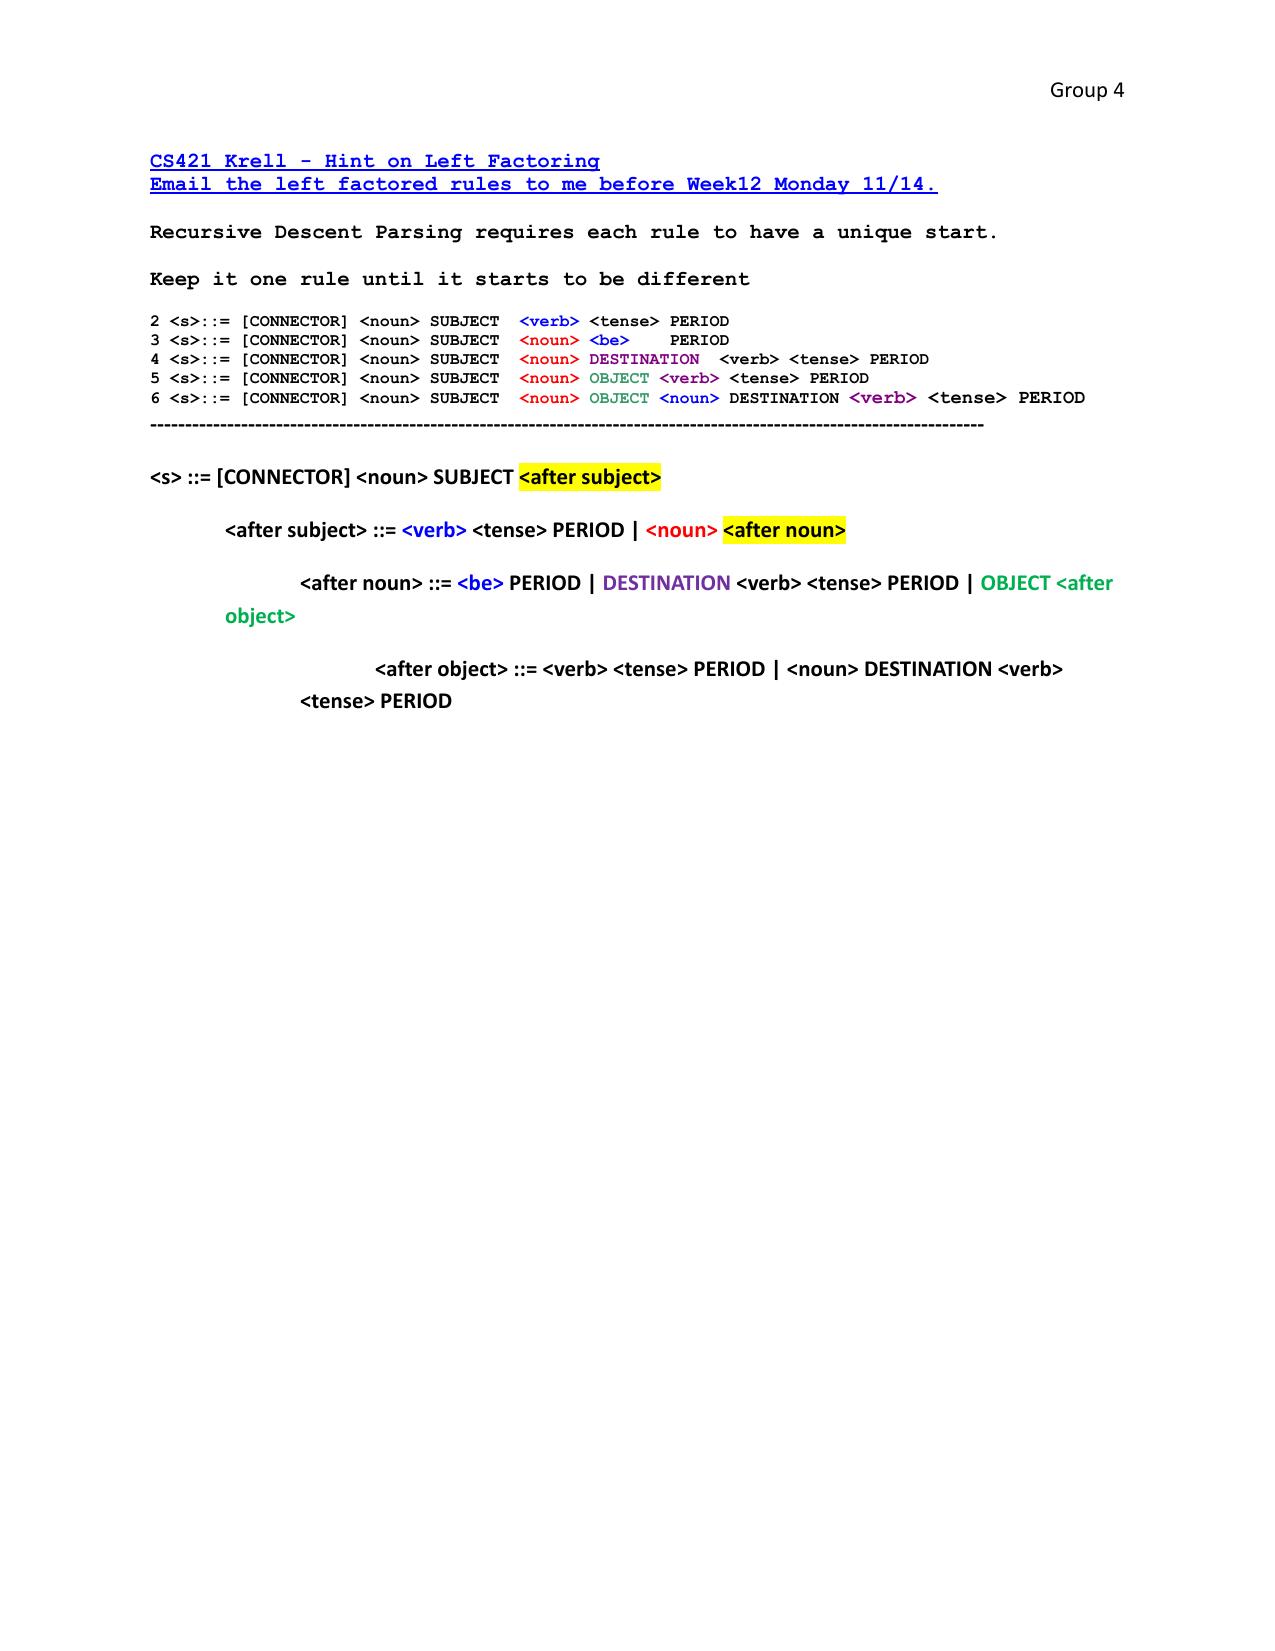 Group 4
CS421 Krell - Hint on Left Factoring
Email the left factored rules to me before Week12 Monday 11/14.
Recursive Descent Parsing requires each rule to have a unique start.
Keep it one rule until it starts to be different
2 <s>::= [CONNECTOR] <noun> SUBJECT <verb> <tense> PERIOD
3 <s>::= [CONNECTOR] <noun> SUBJECT <noun> <be> PERIOD
4 <s>::= [CONNECTOR] <noun> SUBJECT <noun> DESTINATION <verb> <tense> PERIOD
5 <s>::= [CONNECTOR] <noun> SUBJECT <noun> OBJECT <verb> <tense> PERIOD
6 <s>::= [CONNECTOR] <noun> SUBJECT <noun> OBJECT <noun> DESTINATION <verb> <tense> PERIOD
-----------------------------------------------------------------------------------------------------------------------
<s> ::= [CONNECTOR] <noun> SUBJECT <after subject>
<after subject> ::= <verb> <tense> PERIOD | <noun> <after noun>
<after noun> ::= <be> PERIOD | DESTINATION <verb> <tense> PERIOD | OBJECT <after
object>
<after object> ::= <verb> <tense> PERIOD | <noun> DESTINATION <verb>
<tense> PERIOD